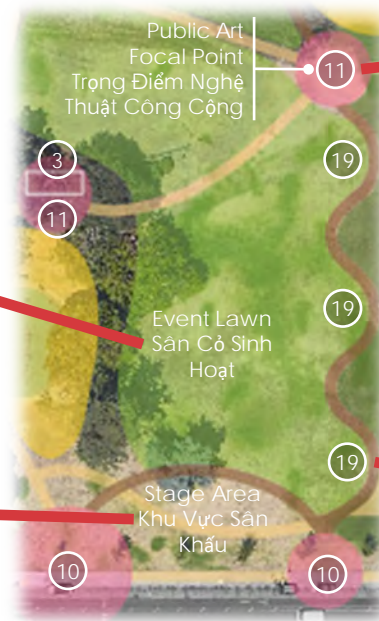 Public Art
Focal Point
Trọng Điểm Nghệ
Thuật Công Cộng
11
3
19
11
19
Event Lawn
Sân Cỏ Sinh
Hoạt
19
Stage Area
Khu Vực Sân
Khấu
10
10